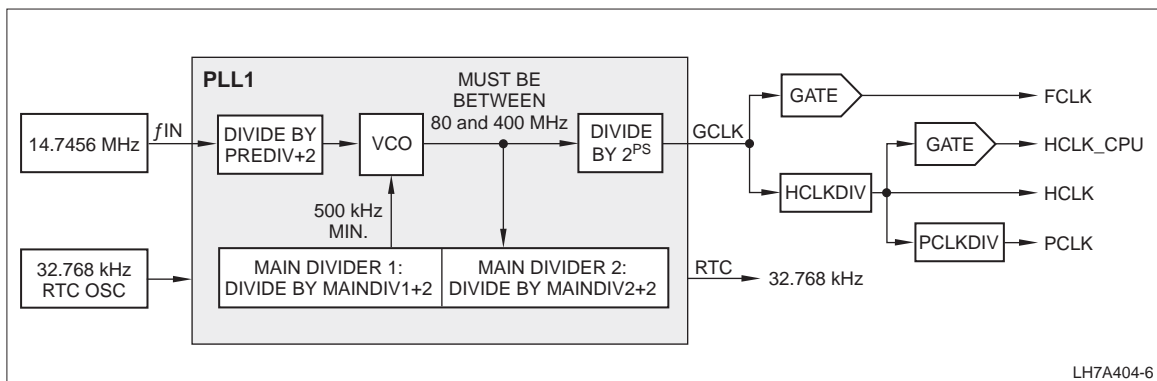 PLL1
MUST BE
BETWEEN
80 and 400 MHz
14.7456 MHz
ƒIN
DIVIDE BY
PREDIV+2
VCO
DIVIDE
BY 2^PS
GCLK
GATE
FCLK
GATE
HCLK_CPU
HCLKDIV
HCLK
PCLKDIV
PCLK
500 kHz
MIN.
32.768 kHz
RTC OSC
MAIN DIVIDER 1:
DIVIDE BY MAINDIV1+2
MAIN DIVIDER 2:
DIVIDE BY MAINDIV2+2
RTC
32.768 kHz
LH7A404-6